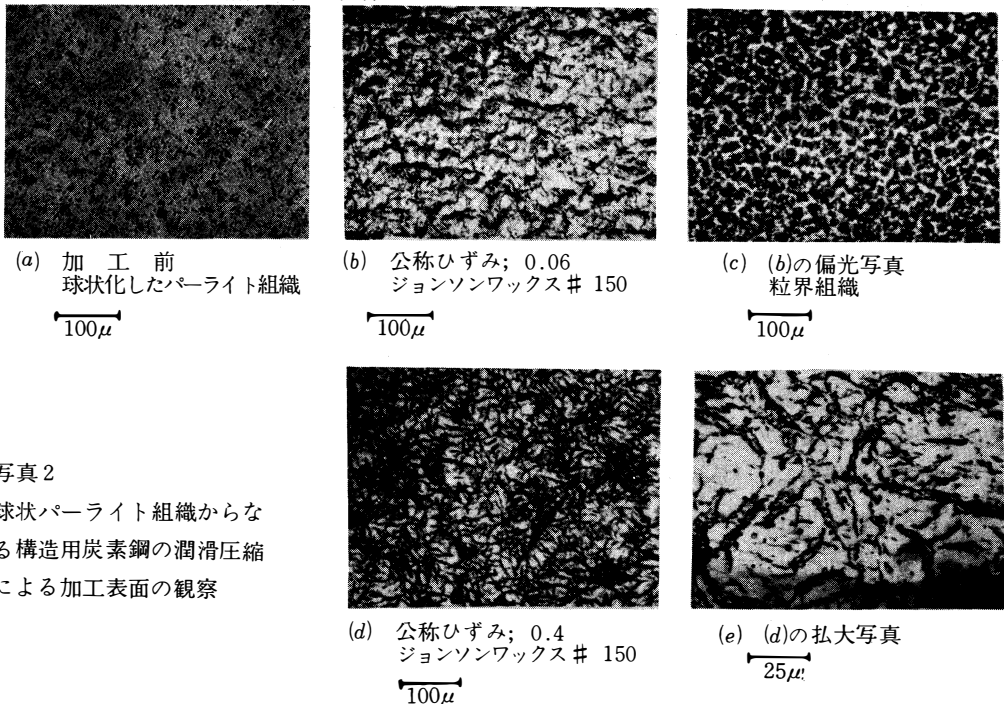 (a) 加工前
球状化したパーライト組織
100μ
(b) 公称ひずみ; 0.06
ジョンソンワックス# 150
100μ
(c) (b)の偏光写真
粒界組織
100μ
写真2
球状パーライト組織からな
る構造用炭素鋼の潤滑圧縮
による加工表面の観察
(d) 公称ひずみ; 0.4
ジョンソンワックス# 150
100μ
(e) (d)の拡大写真
25μ